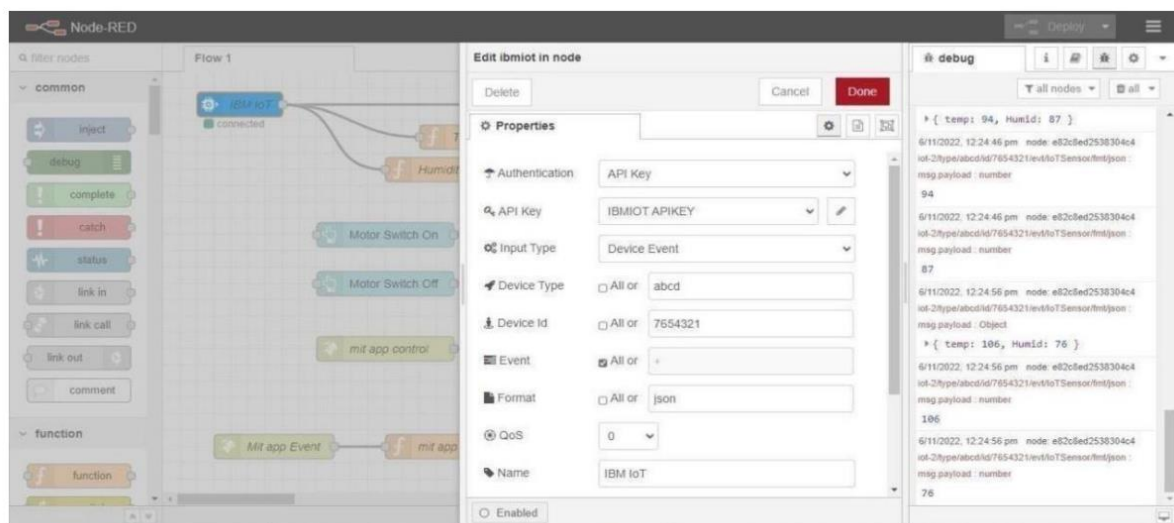 Node-RED
Deploy
filter nodes
common
inject
debug
complete
catch
status
link in
link call
link out
comment
function
function
Flow 1
IBM IoT
connected
Humidit
Motor Switch On
Motor Switch Off
mit app control
Mit app Event
mit app
Edit ibmiot in node
Delete
Cancel
Done
Properties
Authentication
API Key
API Key
IBMIOT APIKEY
Input Type
Device Event
Device Type
All or
abcd
Device Id
All or
7654321
Event
All or
+
Format
All or
json
QoS
0
Name
IBM IoT
Enabled
debug
i
all nodes
all
{ temp: 94, Humid: 87 }
6/11/2022, 12:24:46 pm node: e82c8ed2538304c4
iot-2/type/abcd/id/7654321/evt/IoTSensor/fmt/json :
msg.payload : number
94
6/11/2022, 12:24:46 pm node: e82c8ed2538304c4
iot-2/type/abcd/id/7654321/evt/IoTSensor/fmt/json :
msg.payload : number
87
6/11/2022, 12:24:56 pm node: e82c8ed2538304c4
iot-2/type/abcd/id/7654321/evt/IoTSensor/fmt/json :
msg.payload : Object
{ temp: 106, Humid: 76 }
6/11/2022, 12:24:56 pm node: e82c8ed2538304c4
iot-2/type/abcd/id/7654321/evt/IoTSensor/fmt/json :
msg.payload : number
106
6/11/2022, 12:24:56 pm node: e82c8ed2538304c4
iot-2/type/abcd/id/7654321/evt/IoTSensor/fmt/json :
msg.payload : number
76